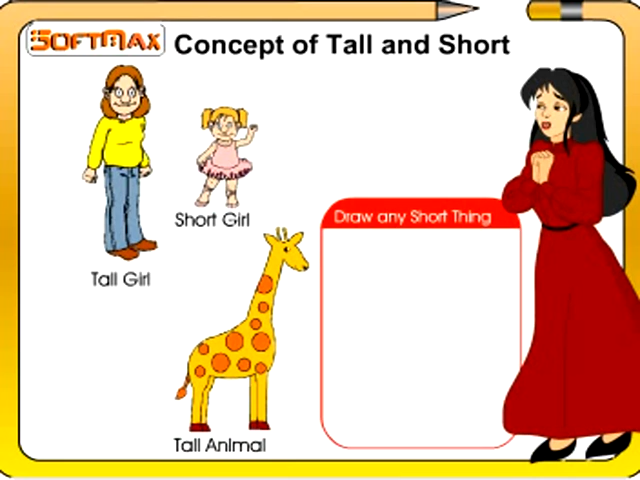 SOFTMAX
Concept of Tall and Short
Short Girl
Draw any Short Thing
Tall Girl
Tall Animal